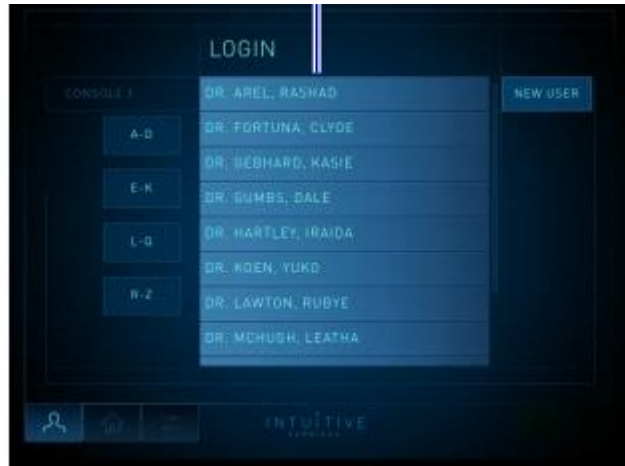 LOGIN
CONSOLE 1
DR. AREL, RASHAD
NEW USER
A-D
DR. FORTUNA, CLYDE
DR. GEBHARD, KASIE
E-K
DR. GUMBS, DALE
L-Q
DR. HARTLEY, IRAIDA
DR. KOEN, YUKO
R-Z
DR. LAWTON, RUBYE
DR. MCHUGH, LEATHA
INTUITIVE